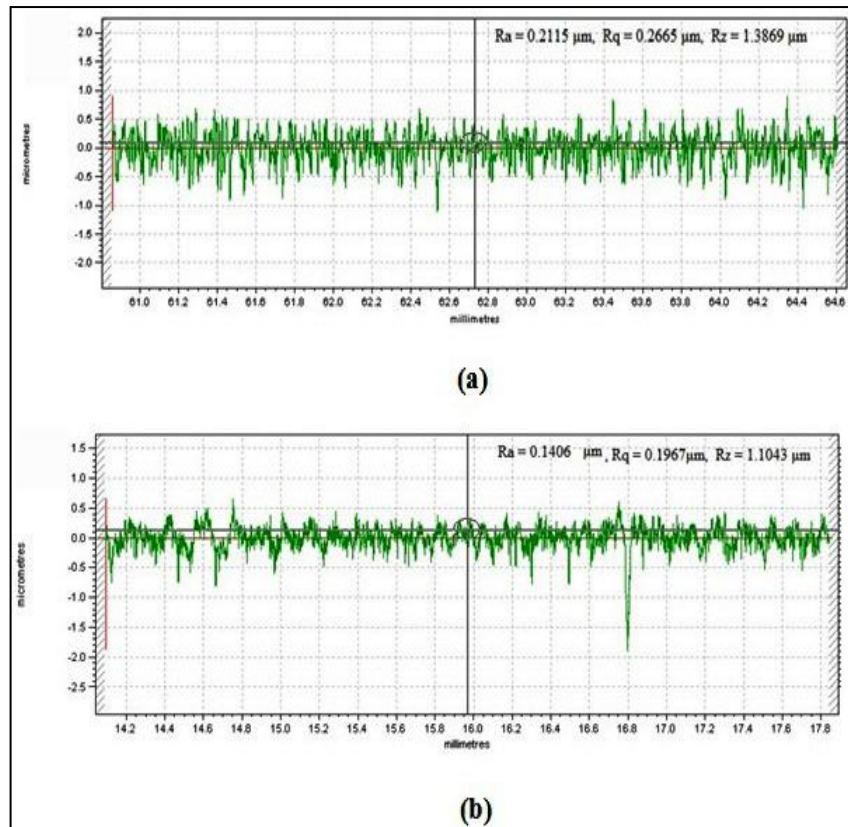 Ra = 0.2115 µm, Rq = 0.2665 µm, Rz = 1.3869 µm
2.0
1.5
1.0
0.5
0.0
-0.5
-1.0
-1.5
-2.0
micrometres
61.0 61.2 61.4 61.6 61.8 62.0 62.2 62.4 62.6 62.8 63.0 63.2 63.4 63.6 63.8 64.0 64.2 64.4 64.6
millimetres
(a)
Ra = 0.1406 µm , Rq = 0.1967µm, Rz = 1.1043 µm
1.5
1.0
0.5
0.0
-0.5
-1.0
-1.5
-2.0
-2.5
micrometres
14.2 14.4 14.6 14.8 15.0 15.2 15.4 15.6 15.8 16.0 16.2 16.4 16.6 16.8 17.0 17.2 17.4 17.6 17.8
millimetres
(b)